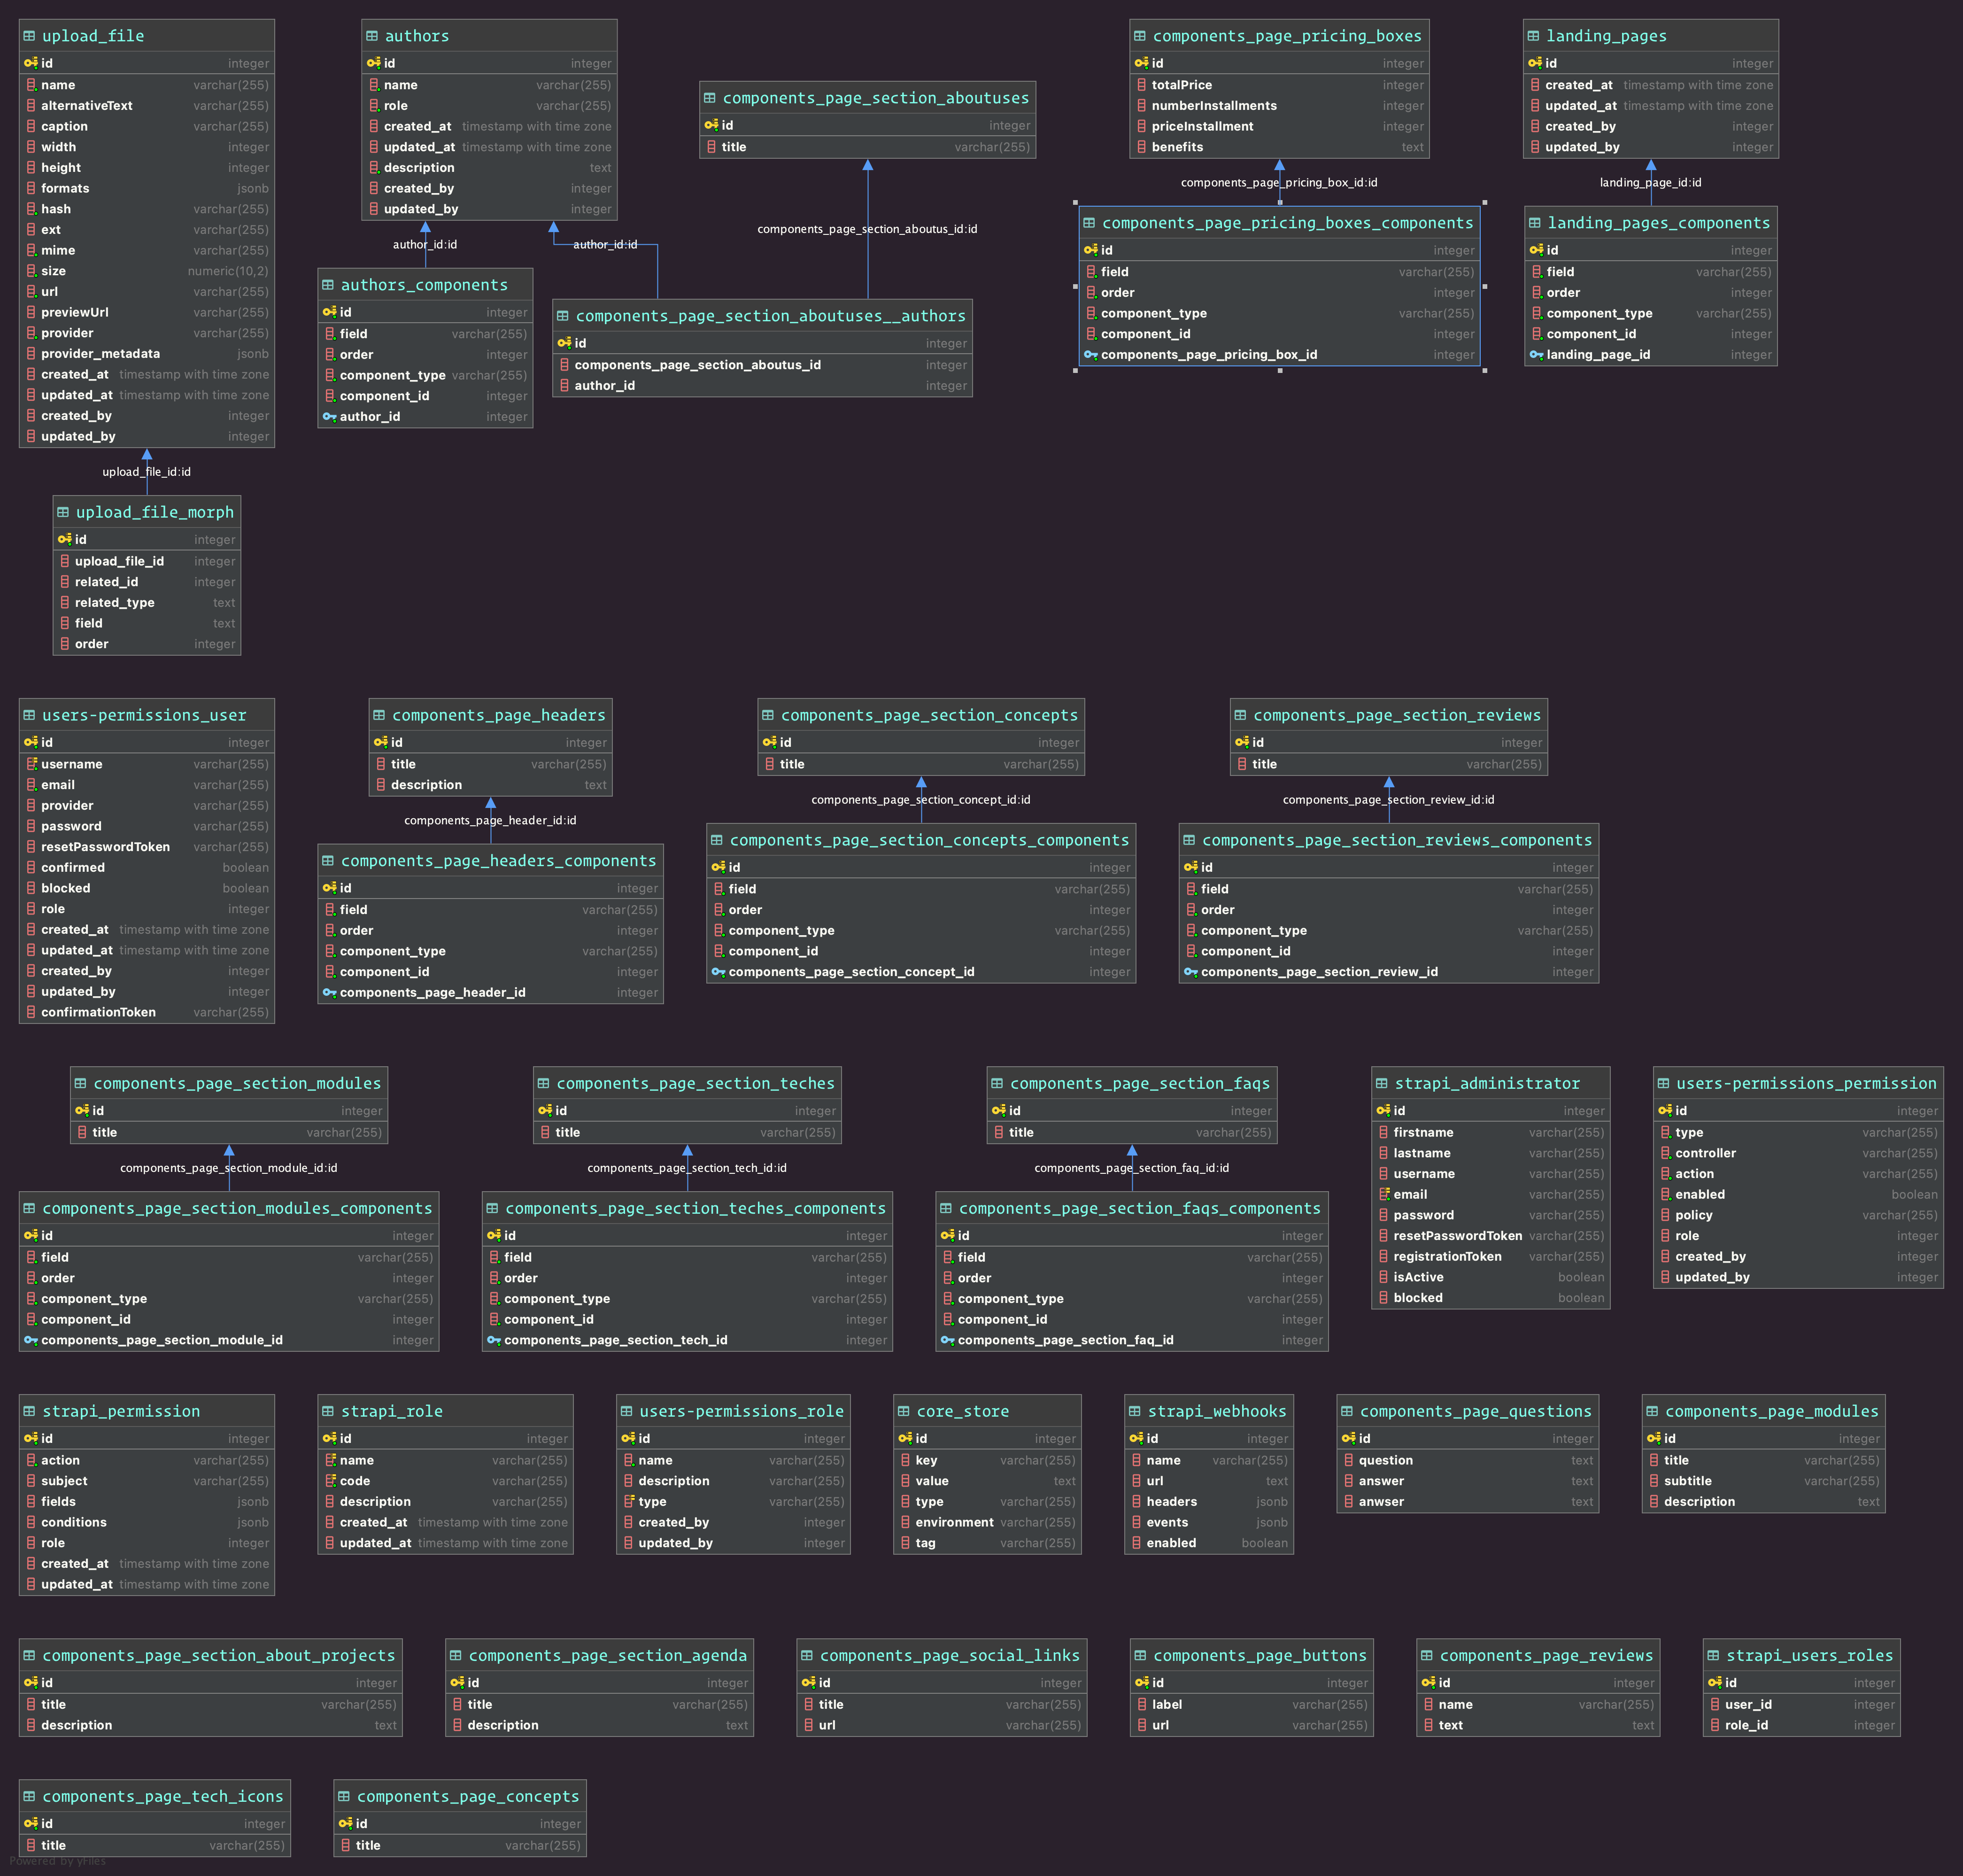 upload_file
id integer
name varchar(255)
alternativeText varchar(255)
caption varchar(255)
width integer
height integer
formats jsonb
hash varchar(255)
ext varchar(255)
mime varchar(255)
size numeric(10,2)
url varchar(255)
previewUrl varchar(255)
provider varchar(255)
provider_metadata jsonb
created_at timestamp with time zone
updated_at timestamp with time zone
created_by integer
updated_by integer
upload_file_id:id
upload_file_morph
id integer
upload_file_id integer
related_id integer
related_type text
field text
order integer
authors
id integer
name varchar(255)
role varchar(255)
created_at timestamp with time zone
updated_at timestamp with time zone
description text
created_by integer
updated_by integer
author_id:id
author_id:id
authors_components
id integer
field varchar(255)
order integer
component_type varchar(255)
component_id integer
author_id integer
components_page_section_aboutuses
id integer
title varchar(255)
components_page_section_aboutus_id:id
components_page_section_aboutuses__authors
id integer
components_page_section_aboutus_id integer
author_id integer
components_page_pricing_boxes
id integer
totalPrice integer
numberInstallments integer
priceInstallment integer
benefits text
components_page_pricing_box_id:id
components_page_pricing_boxes_components
id integer
field varchar(255)
order integer
component_type varchar(255)
component_id integer
components_page_pricing_box_id integer
landing_pages
id integer
created_at timestamp with time zone
updated_at timestamp with time zone
created_by integer
updated_by integer
landing_page_id:id
landing_pages_components
id integer
field varchar(255)
order integer
component_type varchar(255)
component_id integer
landing_page_id integer
users-permissions_user
id integer
username varchar(255)
email varchar(255)
provider varchar(255)
password varchar(255)
resetPasswordToken varchar(255)
confirmed boolean
blocked boolean
role integer
created_at timestamp with time zone
updated_at timestamp with time zone
created_by integer
updated_by integer
confirmationToken varchar(255)
components_page_headers
id integer
title varchar(255)
description text
components_page_header_id:id
components_page_headers_components
id integer
field varchar(255)
order integer
component_type varchar(255)
component_id integer
components_page_header_id integer
components_page_section_concepts
id integer
title varchar(255)
components_page_section_concept_id:id
components_page_section_concepts_components
id integer
field varchar(255)
order integer
component_type varchar(255)
component_id integer
components_page_section_concept_id integer
components_page_section_reviews
id integer
title varchar(255)
components_page_section_review_id:id
components_page_section_reviews_components
id integer
field varchar(255)
order integer
component_type varchar(255)
component_id integer
components_page_section_review_id integer
components_page_section_modules
id integer
title varchar(255)
components_page_section_module_id:id
components_page_section_modules_components
id integer
field varchar(255)
order integer
component_type varchar(255)
component_id integer
components_page_section_module_id integer
components_page_section_teches
id integer
title varchar(255)
components_page_section_tech_id:id
components_page_section_teches_components
id integer
field varchar(255)
order integer
component_type varchar(255)
component_id integer
components_page_section_tech_id integer
components_page_section_faqs
id integer
title varchar(255)
components_page_section_faq_id:id
components_page_section_faqs_components
id integer
field varchar(255)
order integer
component_type varchar(255)
component_id integer
components_page_section_faq_id integer
strapi_administrator
id integer
firstname varchar(255)
lastname varchar(255)
username varchar(255)
email varchar(255)
password varchar(255)
resetPasswordToken varchar(255)
registrationToken varchar(255)
isActive boolean
blocked boolean
users-permissions_permission
id integer
type varchar(255)
controller varchar(255)
action varchar(255)
enabled boolean
policy varchar(255)
role integer
created_by integer
updated_by integer
strapi_permission
id integer
action varchar(255)
subject varchar(255)
fields jsonb
conditions jsonb
role integer
created_at timestamp with time zone
updated_at timestamp with time zone
strapi_role
id integer
name varchar(255)
code varchar(255)
description varchar(255)
created_at timestamp with time zone
updated_at timestamp with time zone
users-permissions_role
id integer
name varchar(255)
description varchar(255)
type varchar(255)
created_by integer
updated_by integer
core_store
id integer
key varchar(255)
value text
type varchar(255)
environment varchar(255)
tag varchar(255)
strapi_webhooks
id integer
name varchar(255)
url text
headers jsonb
events jsonb
enabled boolean
components_page_questions
id integer
question text
answer text
anwser text
components_page_modules
id integer
title varchar(255)
subtitle varchar(255)
description text
components_page_section_about_projects
id integer
title varchar(255)
description text
components_page_section_agenda
id integer
title varchar(255)
description text
components_page_social_links
id integer
title varchar(255)
url varchar(255)
components_page_buttons
id integer
label varchar(255)
url varchar(255)
components_page_reviews
id integer
name varchar(255)
text text
strapi_users_roles
id integer
user_id integer
role_id integer
components_page_tech_icons
id integer
title varchar(255)
components_page_concepts
id integer
title varchar(255)
Powered by yFiles